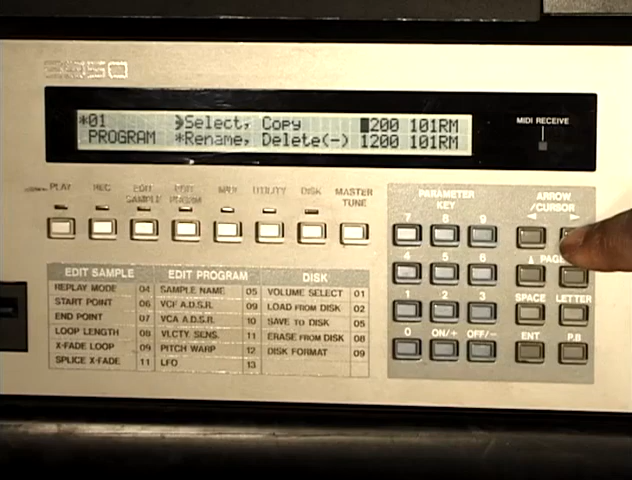 S950
*01 Select, Copy 200 101RM
PROGRAM *Rename, Delete(-) 1200 101RM
MIDI RECEIVE
PLAY REC EDIT SAMPLE EDIT PROGRAM MIDI UTILITY DISK MASTER TUNE
PARAMETER KEY
ARROW /CURSOR
7 8 9
4 5 6
PAGE
1 2 3 SPACE LETTER
0 ON/+ OFF/- ENT P.B
EDIT SAMPLE EDIT PROGRAM DISK
REPLAY MODE 04 SAMPLE NAME 05 VOLUME SELECT 01
START POINT 06 VCF A.D.S.R. 09 LOAD FROM DISK 02
END POINT 07 VCA A.D.S.R. 10 SAVE TO DISK 05
LOOP LENGTH 08 VLCTY. SENS. 11 ERASE FROM DISK 08
X-FADE LOOP 09 PITCH WARP 12 DISK FORMAT 09
SPLICE X-FADE 11 LFO 13